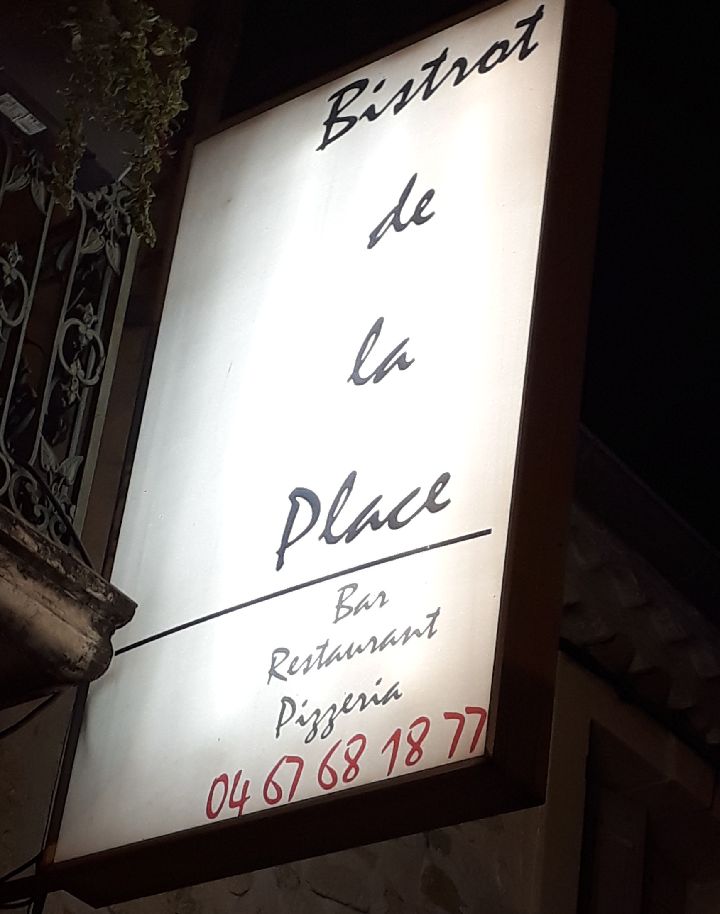 Bistrot
de
la
Place
Bar
Restaurant
Pizzeria
04 67 68 18 77